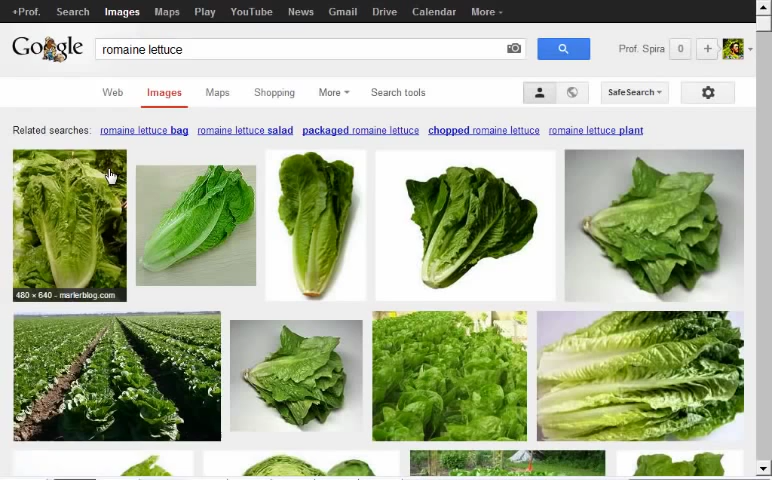 +Prof. Search Images Maps Play YouTube News Gmail Drive Calendar More
Google romaine lettuce Prof. Spira 0 +
Web Images Maps Shopping More Search tools SafeSearch
Related searches: romaine lettuce bag romaine lettuce salad packaged romaine lettuce chopped romaine lettuce romaine lettuce plant
480 × 640 - marlerblog.com